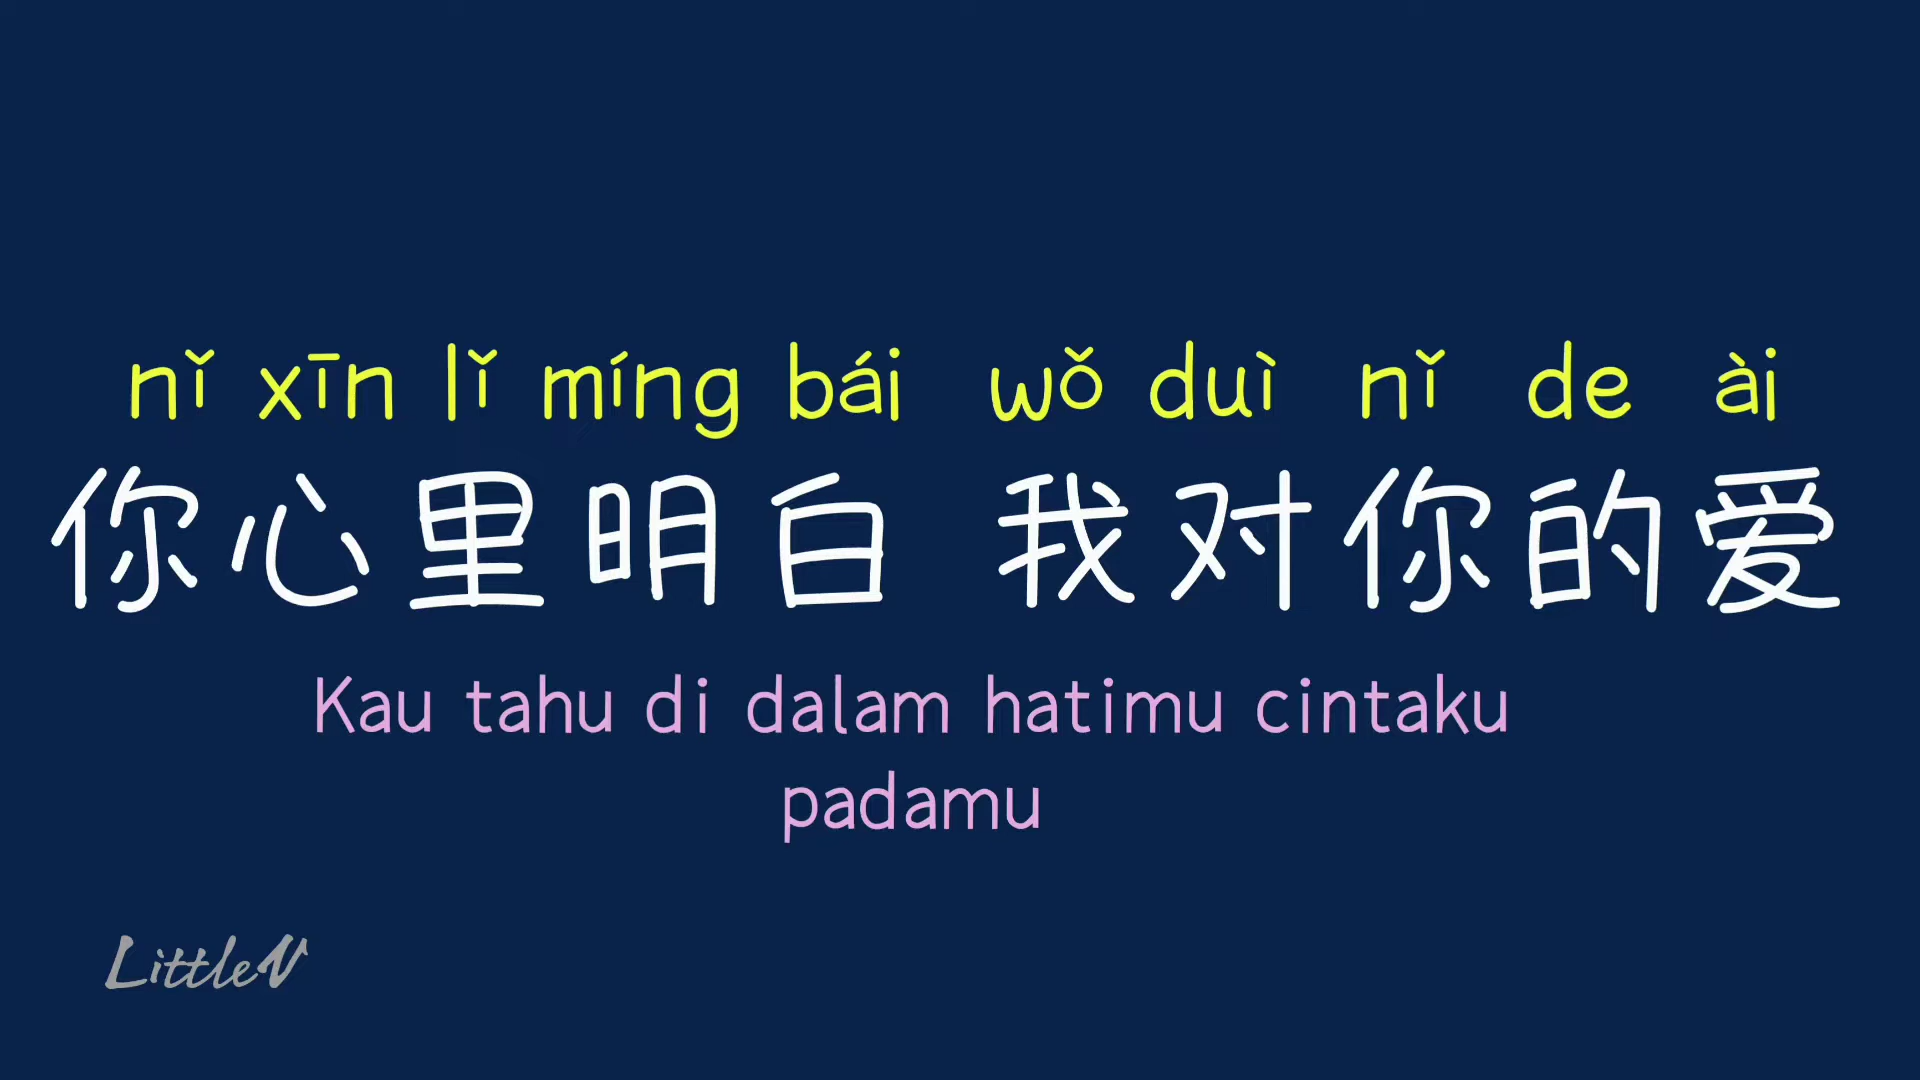 nǐ xīn lǐ míng bái wǒ duì nǐ de ài
你心里明白 我对你的爱
Kau tahu di dalam hatimu cintaku
padamu
LittleN